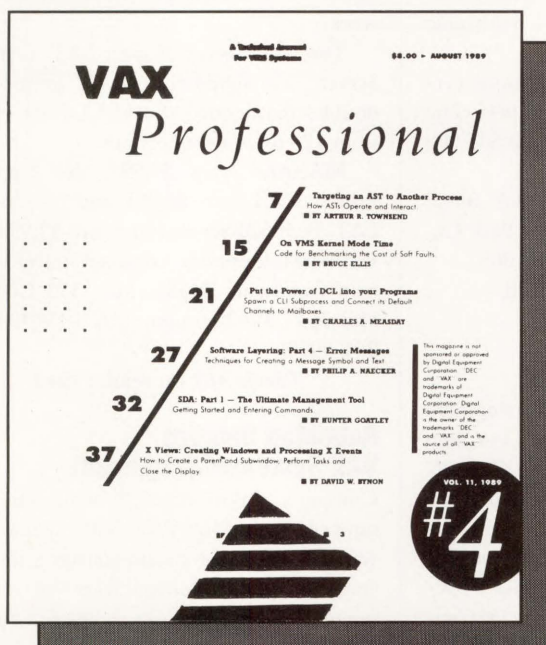 A Technical Journal
For VMS Systems
$8.00 ▸ AUGUST 1989
VAX
Professional
7
Targeting an AST to Another Process
How ASTs Operate and Interact
■ BY ARTHUR R. TOWNSEND
15
On VMS Kernel Mode Time
Code for Benchmarking the Cost of Soft Faults
■ BY BRUCE ELLIS
21
Put the Power of DCL into your Programs
Spawn a CLI Subprocess and Connect its Default
Channels to Mailboxes
■ BY CHARLES A. MEASDAY
27
Software Layering: Part 4 — Error Messages
Techniques for Creating a Message Symbol and Text
■ BY PHILIP A. NAECKER
32
SDA: Part 1 — The Ultimate Management Tool
Getting Started and Entering Commands
■ BY HUNTER GOATLEY
37
X Views: Creating Windows and Processing X Events
How to Create a Parent and Subwindow, Perform Tasks and
Close the Display
■ BY DAVID W. BYNON
This magazine is not
sponsored or approved
by Digital Equipment
Corporation. "DEC"
and "VAX" are
trademarks of
Digital Equipment
Corporation. Digital
Equipment Corporation
is the owner of the
trademarks "DEC"
and "VAX" and is the
source of all "VAX"
products.
VOL. 11, 1989
#4
3